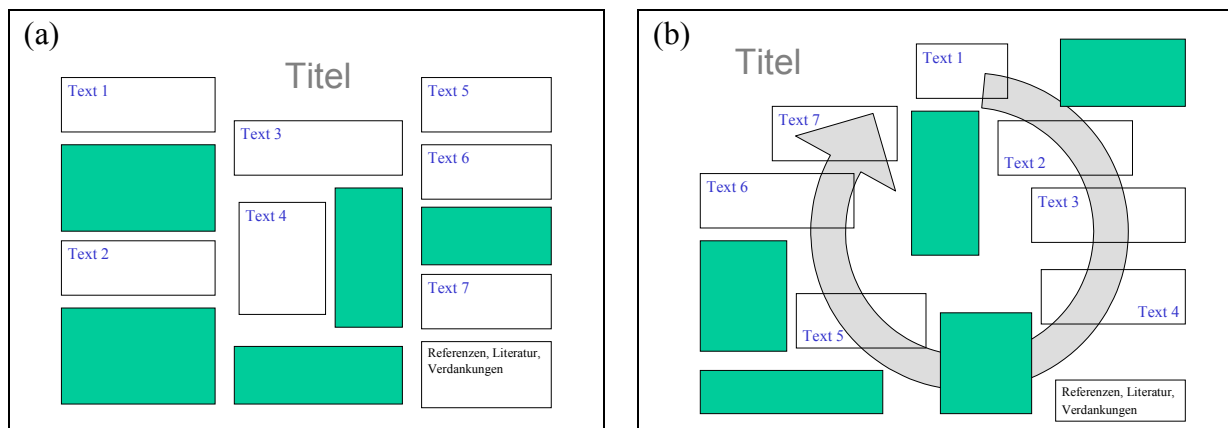 (a)
Titel
Text 1
Text 2
Text 3
Text 4
Text 5
Text 6
Text 7
Referenzen, Literatur,
Verdankungen
(b)
Titel
Text 1
Text 2
Text 3
Text 4
Text 5
Text 6
Text 7
Referenzen, Literatur,
Verdankungen